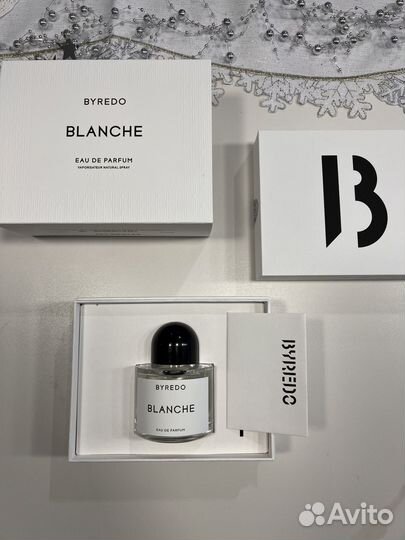 BYREDO
BLANCHE
EAU DE PARFUM
VAPORISATEUR NATURAL SPRAY
B
BYREDO
BYREDO
BLANCHE
EAU DE PARFUM
Avito